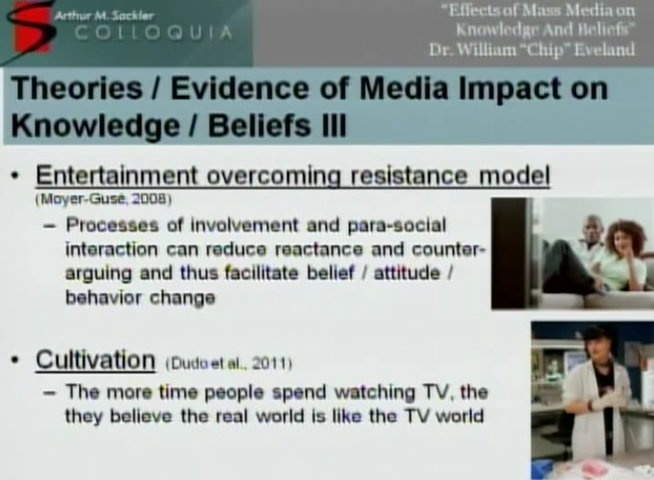 Arthur M. Sackler
COLLOQUIA
"Effects of Mass Media on
Knowledge And Beliefs"
Dr. William "Chip" Eveland
Theories / Evidence of Media Impact on
Knowledge / Beliefs III
• Entertainment overcoming resistance model
(Moyer-Guse, 2008)
– Processes of involvement and para-social
interaction can reduce reactance and counter-
arguing and thus facilitate belief / attitude /
behavior change
• Cultivation (Dudo et al., 2011)
– The more time people spend watching TV, the
they believe the real world is like the TV world